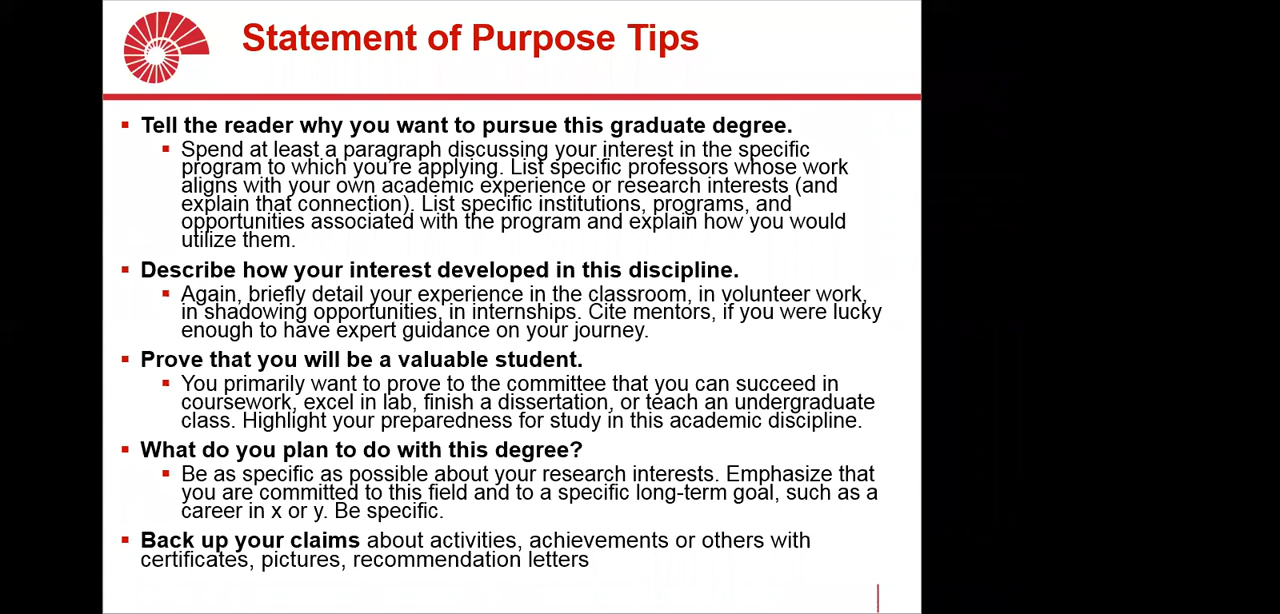 Statement of Purpose Tips
Tell the reader why you want to pursue this graduate degree.
Spend at least a paragraph discussing your interest in the specific
program to which you're applying. List specific professors whose work
aligns with your own academic experience or research interests (and
explain that connection). List specific institutions, programs, and
opportunities associated with the program and explain how you would
utilize them.
Describe how your interest developed in this discipline.
Again, briefly detail your experience in the classroom, in volunteer work,
in shadowing opportunities, in internships. Cite mentors, if you were lucky
enough to have expert guidance on your journey.
Prove that you will be a valuable student.
You primarily want to prove to the committee that you can succeed in
coursework, excel in lab, finish a dissertation, or teach an undergraduate
class. Highlight your preparedness for study in this academic discipline.
What do you plan to do with this degree?
Be as specific as possible about your research interests. Emphasize that
you are committed to this field and to a specific long-term goal, such as a
career in x or y. Be specific.
Back up your claims about activities, achievements or others with
certificates, pictures, recommendation letters